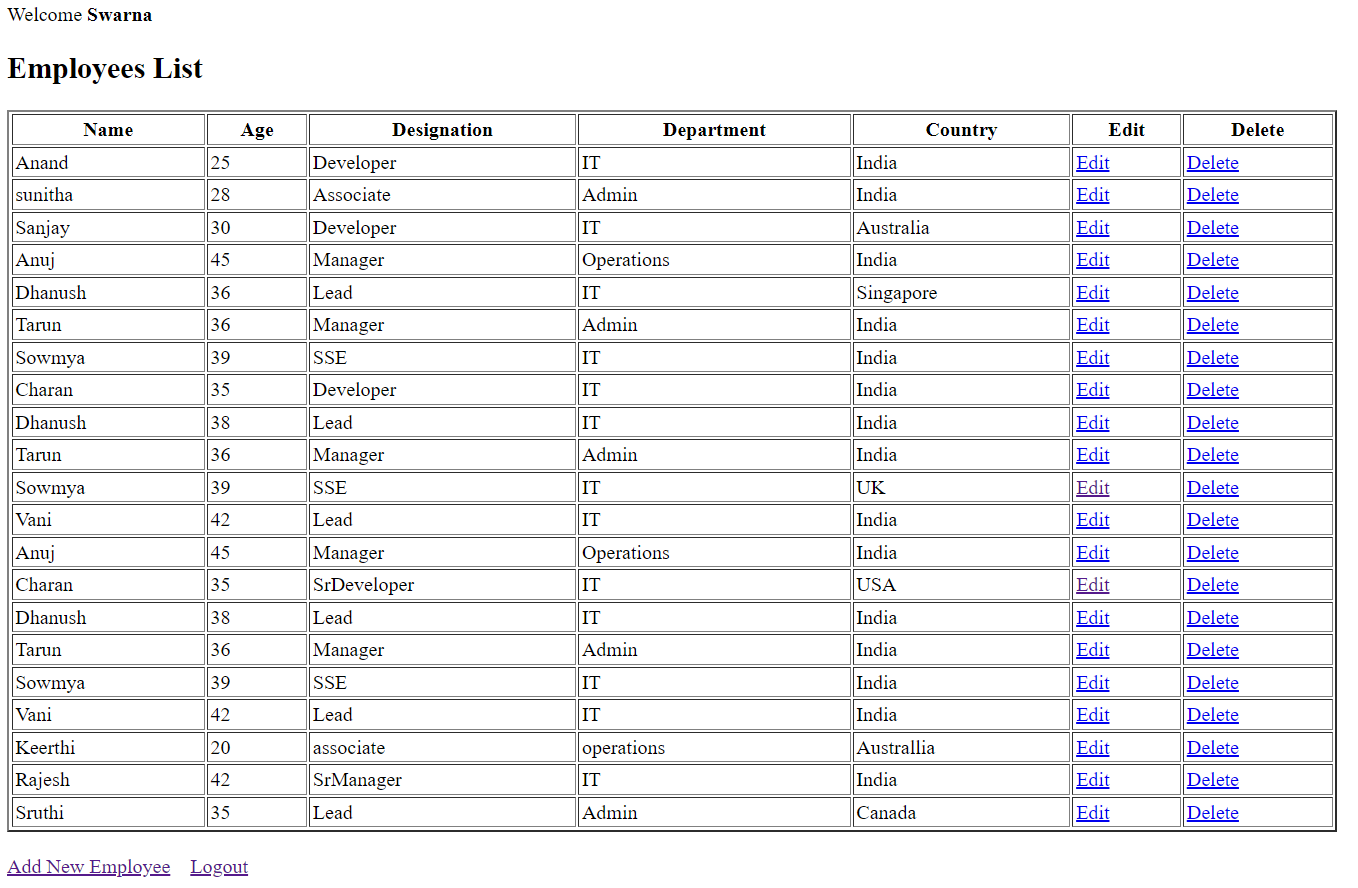 Welcome Swarna
Employees List
Name Age Designation Department Country Edit Delete
Anand 25 Developer IT India Edit Delete
sunitha 28 Associate Admin India Edit Delete
Sanjay 30 Developer IT Australia Edit Delete
Anuj 45 Manager Operations India Edit Delete
Dhanush 36 Lead IT Singapore Edit Delete
Tarun 36 Manager Admin India Edit Delete
Sowmya 39 SSE IT India Edit Delete
Charan 35 Developer IT India Edit Delete
Dhanush 38 Lead IT India Edit Delete
Tarun 36 Manager Admin India Edit Delete
Sowmya 39 SSE IT UK Edit Delete
Vani 42 Lead IT India Edit Delete
Anuj 45 Manager Operations India Edit Delete
Charan 35 SrDeveloper IT USA Edit Delete
Dhanush 38 Lead IT India Edit Delete
Tarun 36 Manager Admin India Edit Delete
Sowmya 39 SSE IT India Edit Delete
Vani 42 Lead IT India Edit Delete
Keerthi 20 associate operations Australlia Edit Delete
Rajesh 42 SrManager IT India Edit Delete
Sruthi 35 Lead Admin Canada Edit Delete
Add New Employee Logout